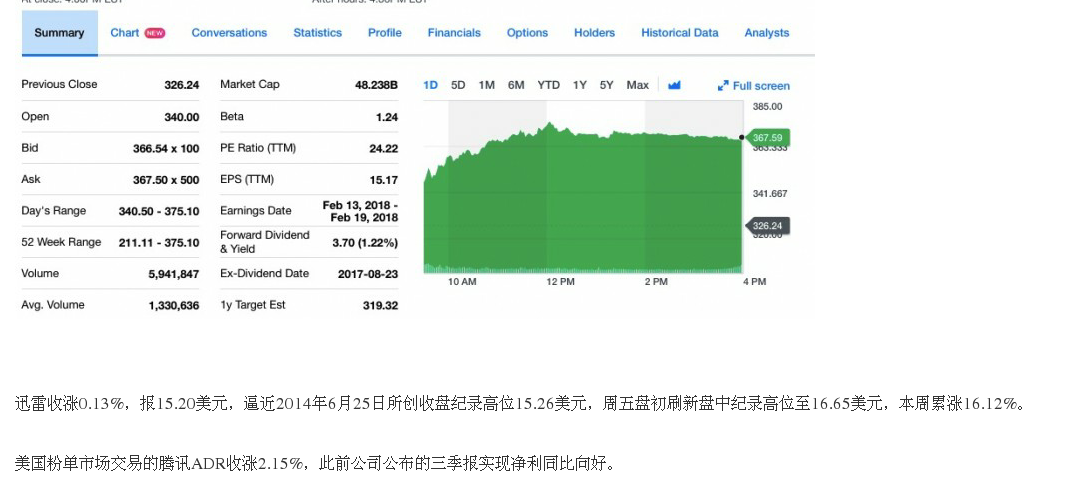 At close: 4:00PM EST After hours: 4:30PM EST
Summary Chart NEW Conversations Statistics Profile Financials Options Holders Historical Data Analysts
Previous Close 326.24 Market Cap 48.238B
Open 340.00 Beta 1.24
Bid 366.54 x 100 PE Ratio (TTM) 24.22
Ask 367.50 x 500 EPS (TTM) 15.17
Day's Range 340.50 - 375.10 Earnings Date Feb 13, 2018 -
Feb 19, 2018
52 Week Range 211.11 - 375.10 Forward Dividend
& Yield 3.70 (1.22%)
Volume 5,941,847 Ex-Dividend Date 2017-08-23
Avg. Volume 1,330,636 1y Target Est 319.32
1D 5D 1M 6M YTD 1Y 5Y Max Full screen
385.00
367.59
363.333
341.667
326.24
320.00
10 AM 12 PM 2 PM 4 PM
迅雷收涨0.13%，报15.20美元，逼近2014年6月25日所创收盘纪录高位15.26美元，周五盘初刷新盘中纪录高位至16.65美元，本周累涨16.12%。
美国粉单市场交易的腾讯ADR收涨2.15%，此前公司公布的三季报实现净利同比向好。